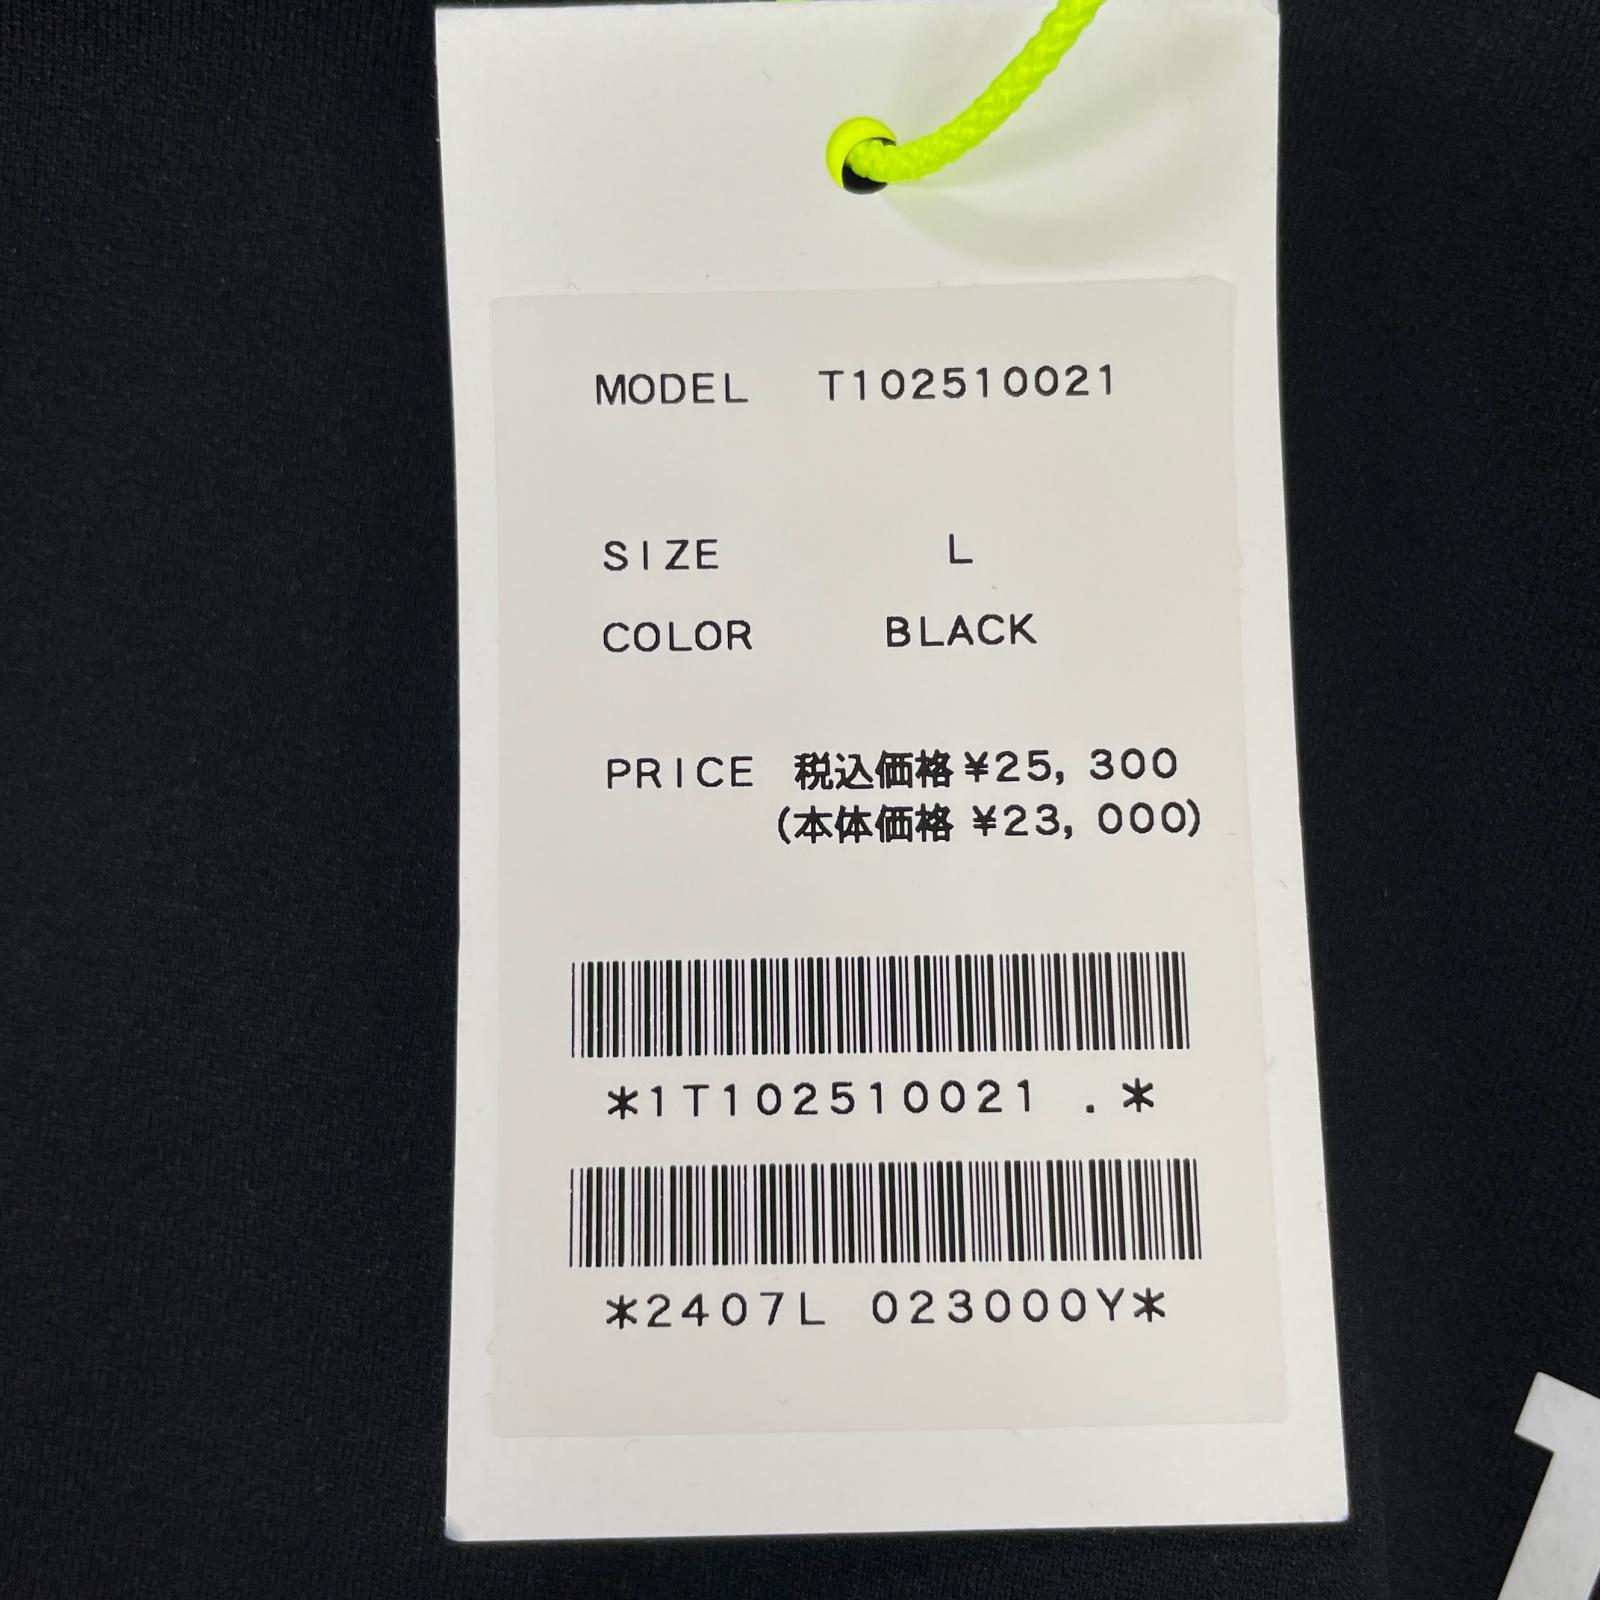 MODEL T102510021
SIZE L
COLOR BLACK
PRICE 税込価格 ¥25,300
(本体価格 ¥23,000)
*1T102510021 .*
*2407L 023000Y*